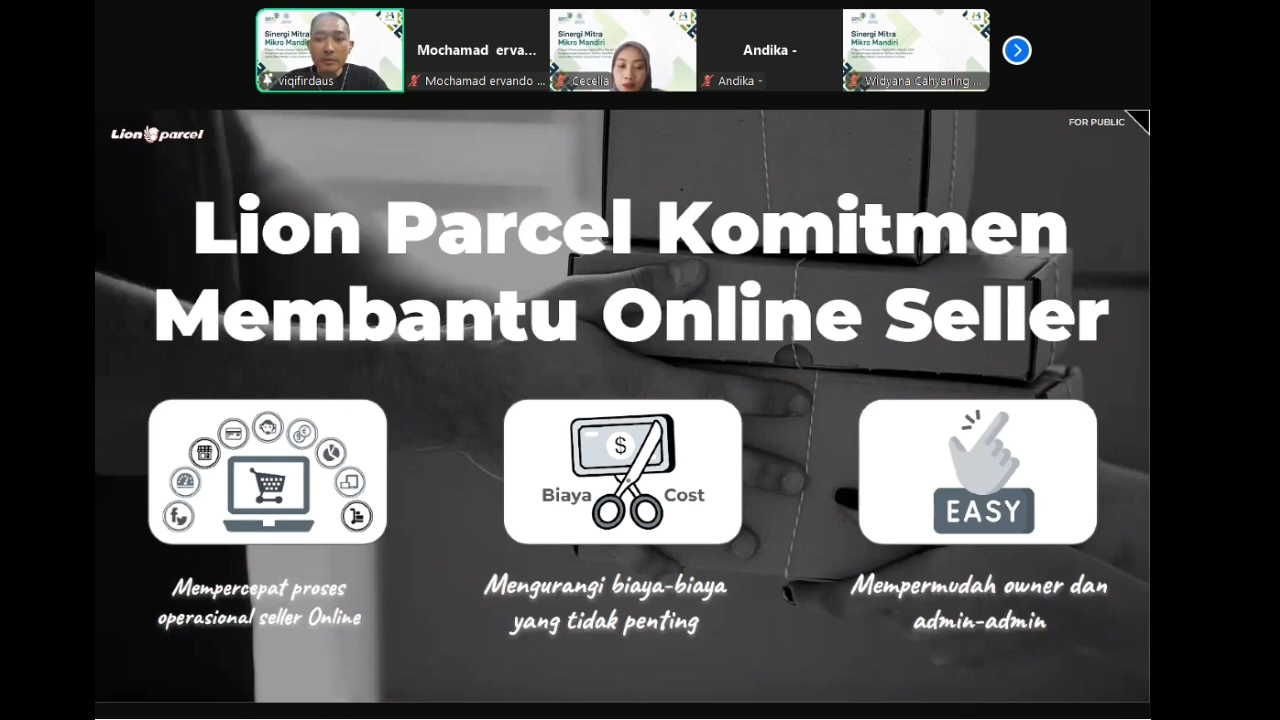 Sinergi Mitra
Mikro Mandiri
viqifirdaus
Mochamad erva...
Mochamad ervando ...
Sinergi Mitra
Mikro Mandiri
Cecelia
Andika -
Andika -
Sinergi Mitra
Mikro Mandiri
Widyana Cahyaning ...
Lion parcel
FOR PUBLIC
Lion Parcel Komitmen
Membantu Online Seller
$
Biaya Cost
EASY
Mempercepat proses
operasional seller Online
Mengurangi biaya-biaya
yang tidak penting
Mempermudah owner dan
admin-admin